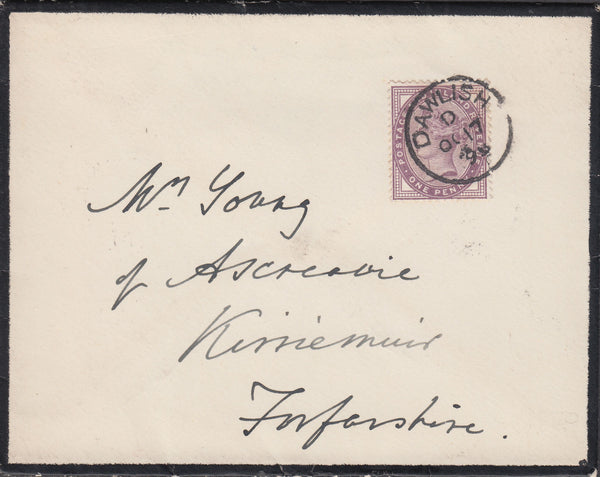 POSTAGE
ONE PENNY
DAWLISH
D
OC 17
Mrs Young
of Ascreavie
Kirriemuir
Forfarshire.